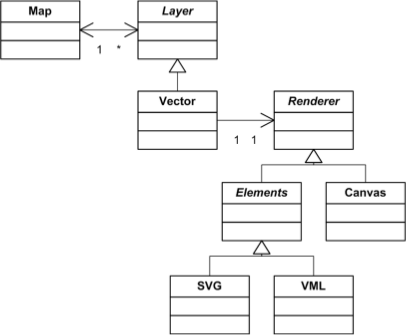 Map
Layer
1 *
Vector
Renderer
1 1
Elements
Canvas
SVG
VML